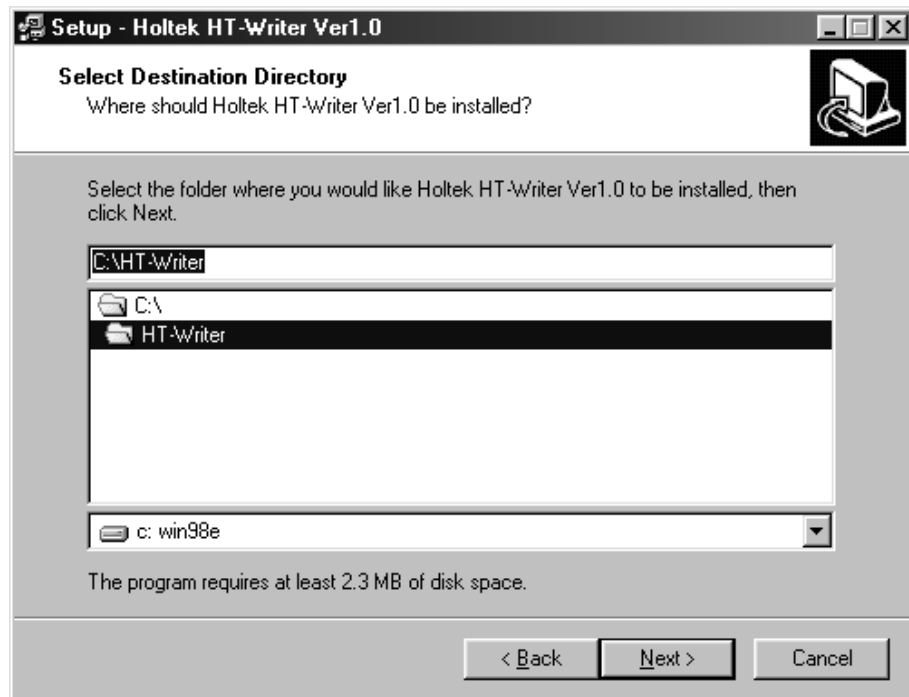 Setup - Holtek HT-Writer Ver1.0
Select Destination Directory
Where should Holtek HT-Writer Ver1.0 be installed?
Select the folder where you would like Holtek HT-Writer Ver1.0 to be installed, then
click Next.
C:\HT-Writer
C:\
HT-Writer
c: win98e
The program requires at least 2.3 MB of disk space.
< Back Next > Cancel